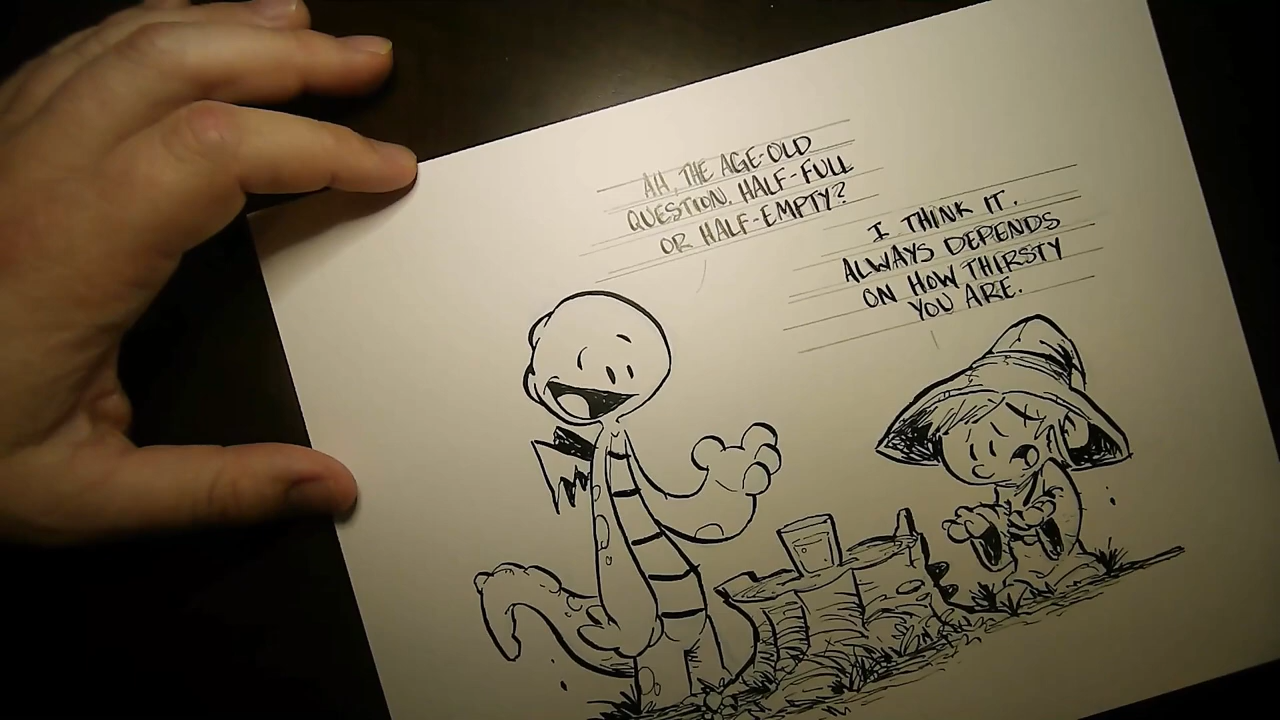 AH, THE AGE-OLD
QUESTION. HALF-FULL
OR HALF-EMPTY?
I THINK IT.
ALWAYS DEPENDS
ON HOW THIRSTY
YOU ARE.